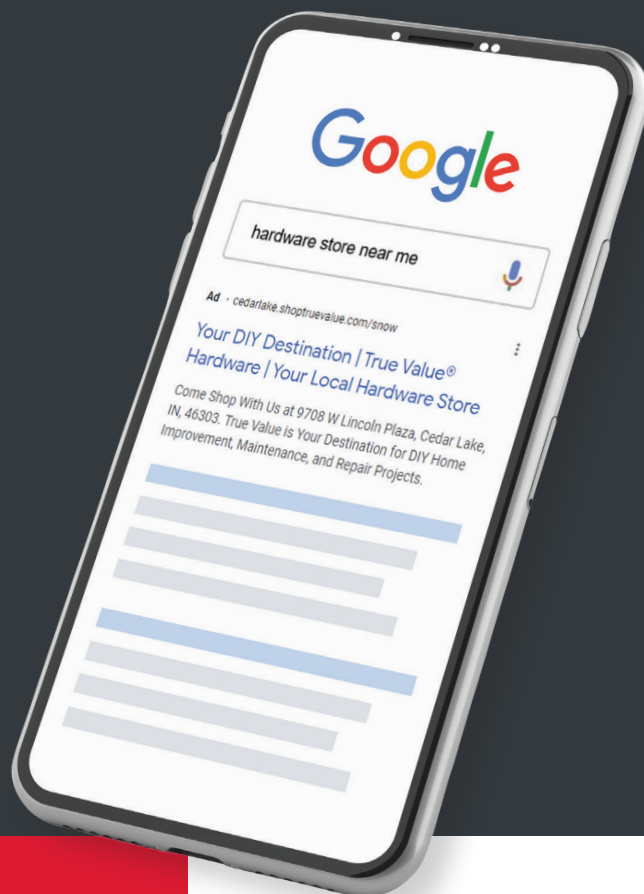 Google
hardware store near me
Ad · cedarlake.shoptruevalue.com/snow
Your DIY Destination | True Value®
Hardware | Your Local Hardware Store
Come Shop With Us at 9708 W Lincoln Plaza, Cedar Lake,
IN, 46303. True Value is Your Destination for DIY Home
Improvement, Maintenance, and Repair Projects.